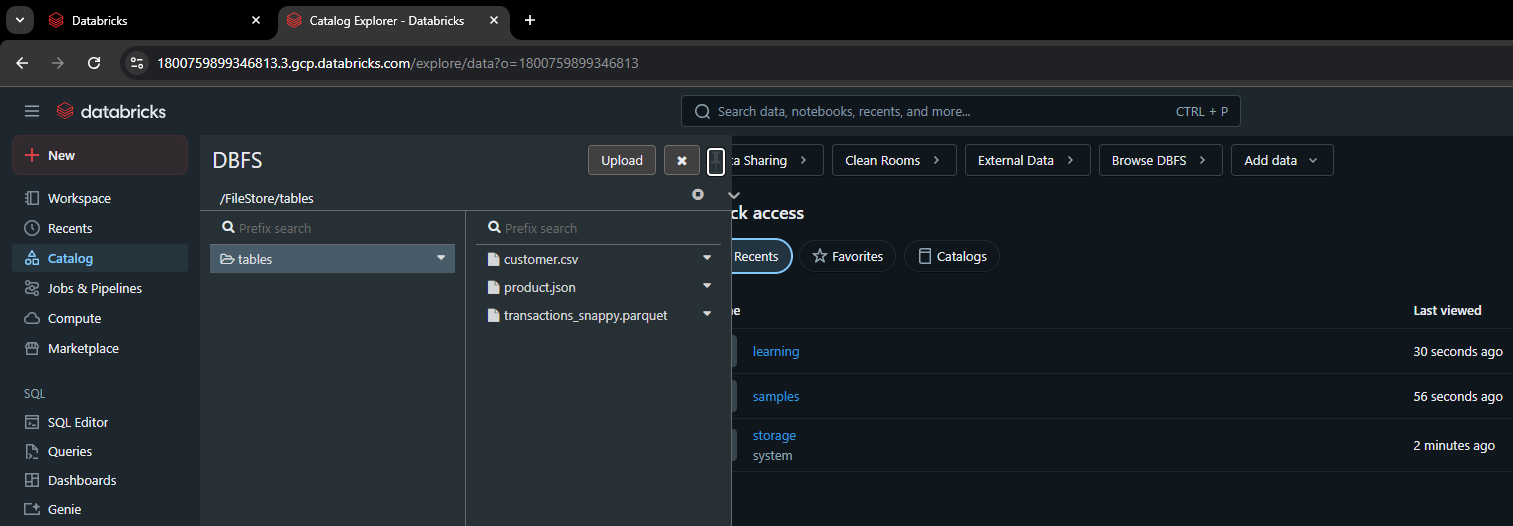 Databricks
Catalog Explorer - Databricks
1800759899346813.3.gcp.databricks.com/explore/data?o=1800759899346813
databricks
Search data, notebooks, recents, and more...
CTRL + P
New
Workspace
Recents
Catalog
Jobs & Pipelines
Compute
Marketplace
SQL
SQL Editor
Queries
Dashboards
Genie
DBFS
Upload
/FileStore/tables
Prefix search
tables
Prefix search
customer.csv
product.json
transactions_snappy.parquet
Sharing
Clean Rooms
External Data
Browse DBFS
Add data
access
Recents
Favorites
Catalogs
Last viewed
learning
30 seconds ago
samples
56 seconds ago
storage
system
2 minutes ago